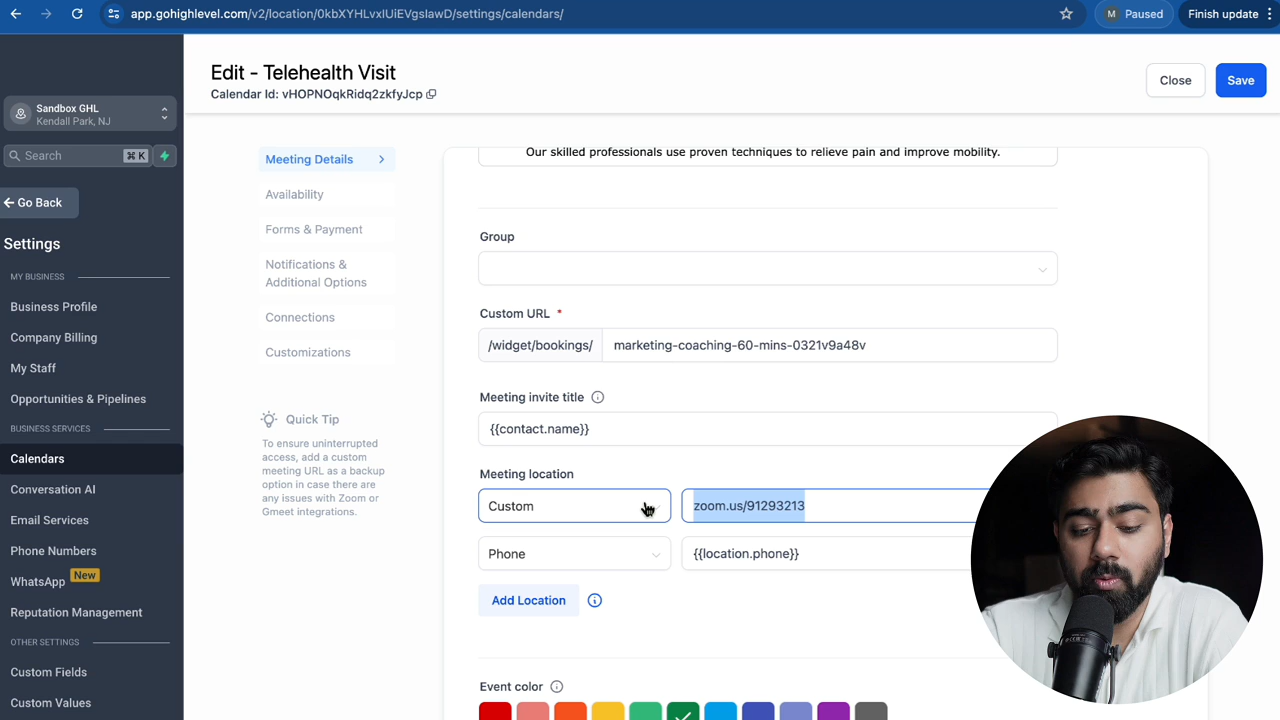 app.gohighlevel.com/v2/location/0kbXYHLvxIUiEVgsIawD/settings/calendars/
M Paused
Finish update
Edit - Telehealth Visit
Calendar Id: vHOPNOqkRidq2zkfyJcp
Close
Save
Sandbox GHL
Kendall Park, NJ
Search
⌘ K
Go Back
Settings
MY BUSINESS
Business Profile
Company Billing
My Staff
Opportunities & Pipelines
BUSINESS SERVICES
Calendars
Conversation AI
Email Services
Phone Numbers
WhatsApp New
Reputation Management
OTHER SETTINGS
Custom Fields
Custom Values
Meeting Details
Availability
Forms & Payment
Notifications &
Additional Options
Connections
Customizations
Quick Tip
To ensure uninterrupted
access, add a custom
meeting URL as a backup
option in case there are
any issues with Zoom or
Gmeet integrations.
Our skilled professionals use proven techniques to relieve pain and improve mobility.
Group
Custom URL *
/widget/bookings/ marketing-coaching-60-mins-0321v9a48v
Meeting invite title
{{contact.name}}
Meeting location
Custom zoom.us/91293213
Phone {{location.phone}}
Add Location
Event color